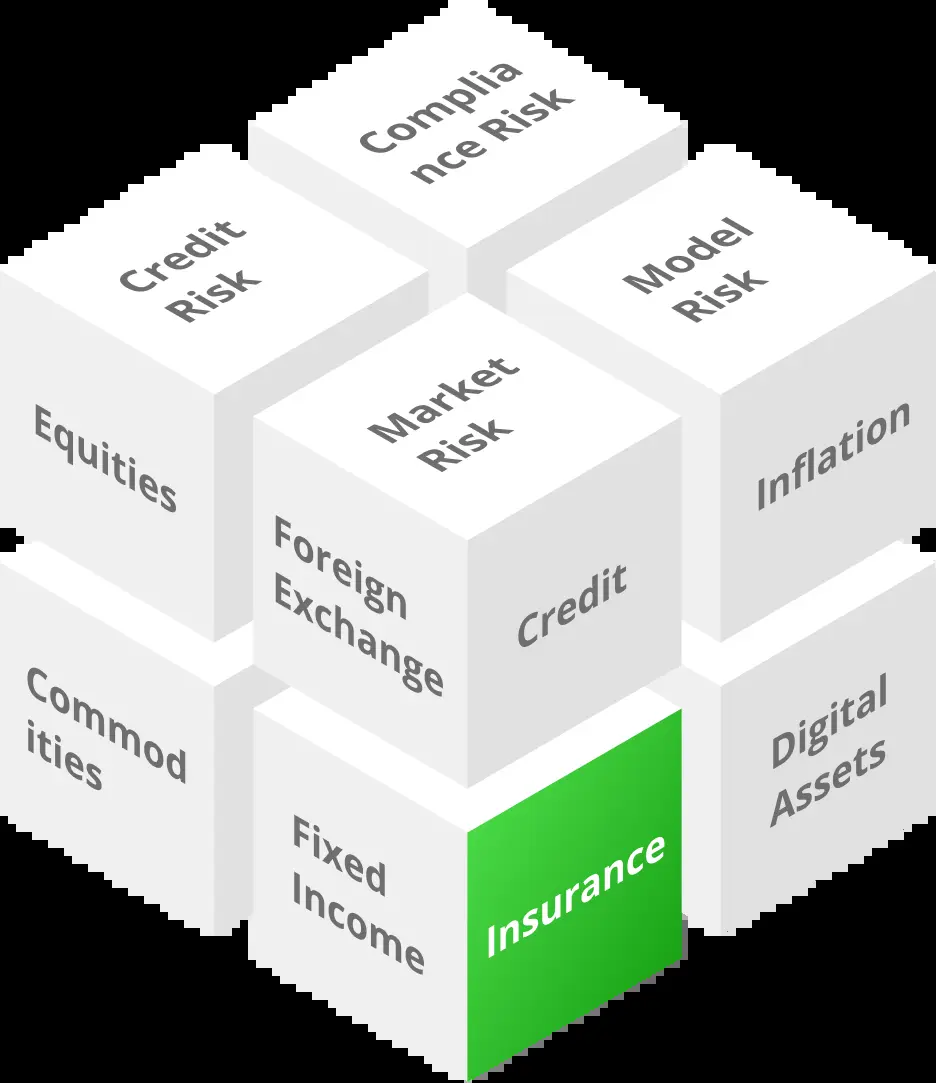 Complia
nce Risk
Credit
Risk
Model
Risk
Market
Risk
Equities
Inflation
Foreign
Exchange
Credit
Commod
ities
Digital
Assets
Fixed
Income
Insurance